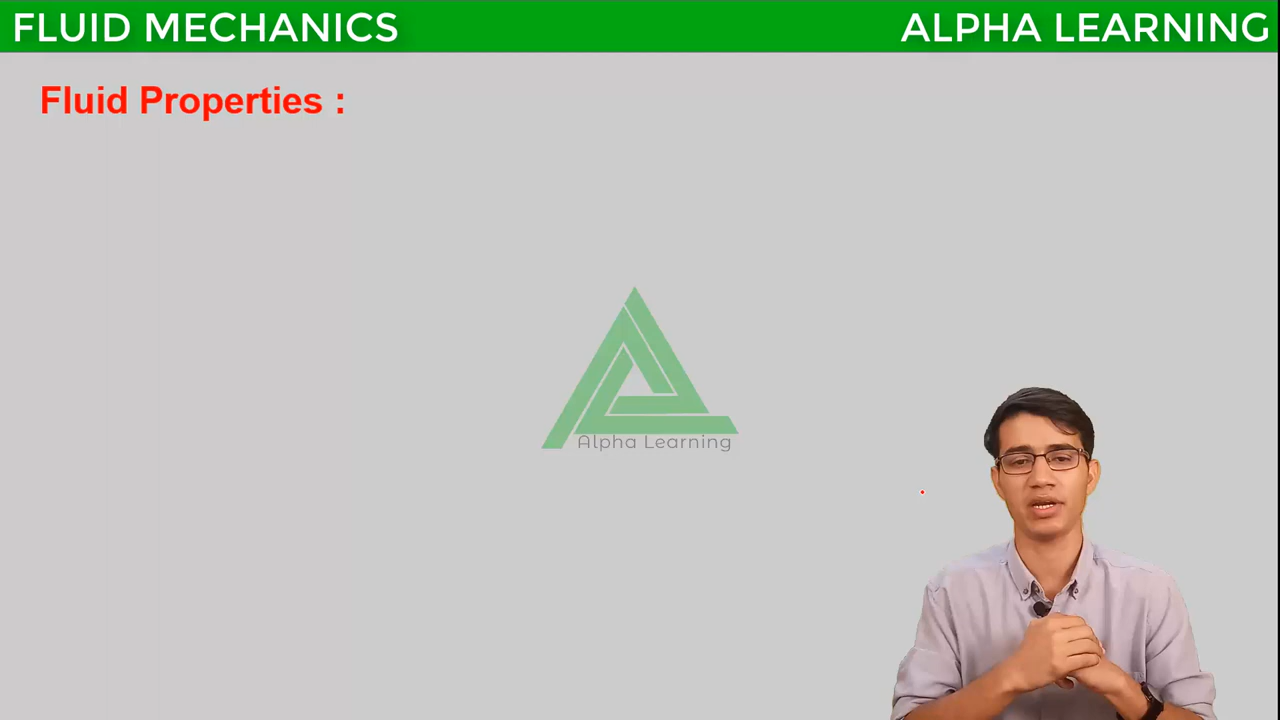 FLUID MECHANICS
ALPHA LEARNING
Fluid Properties :
Alpha Learning